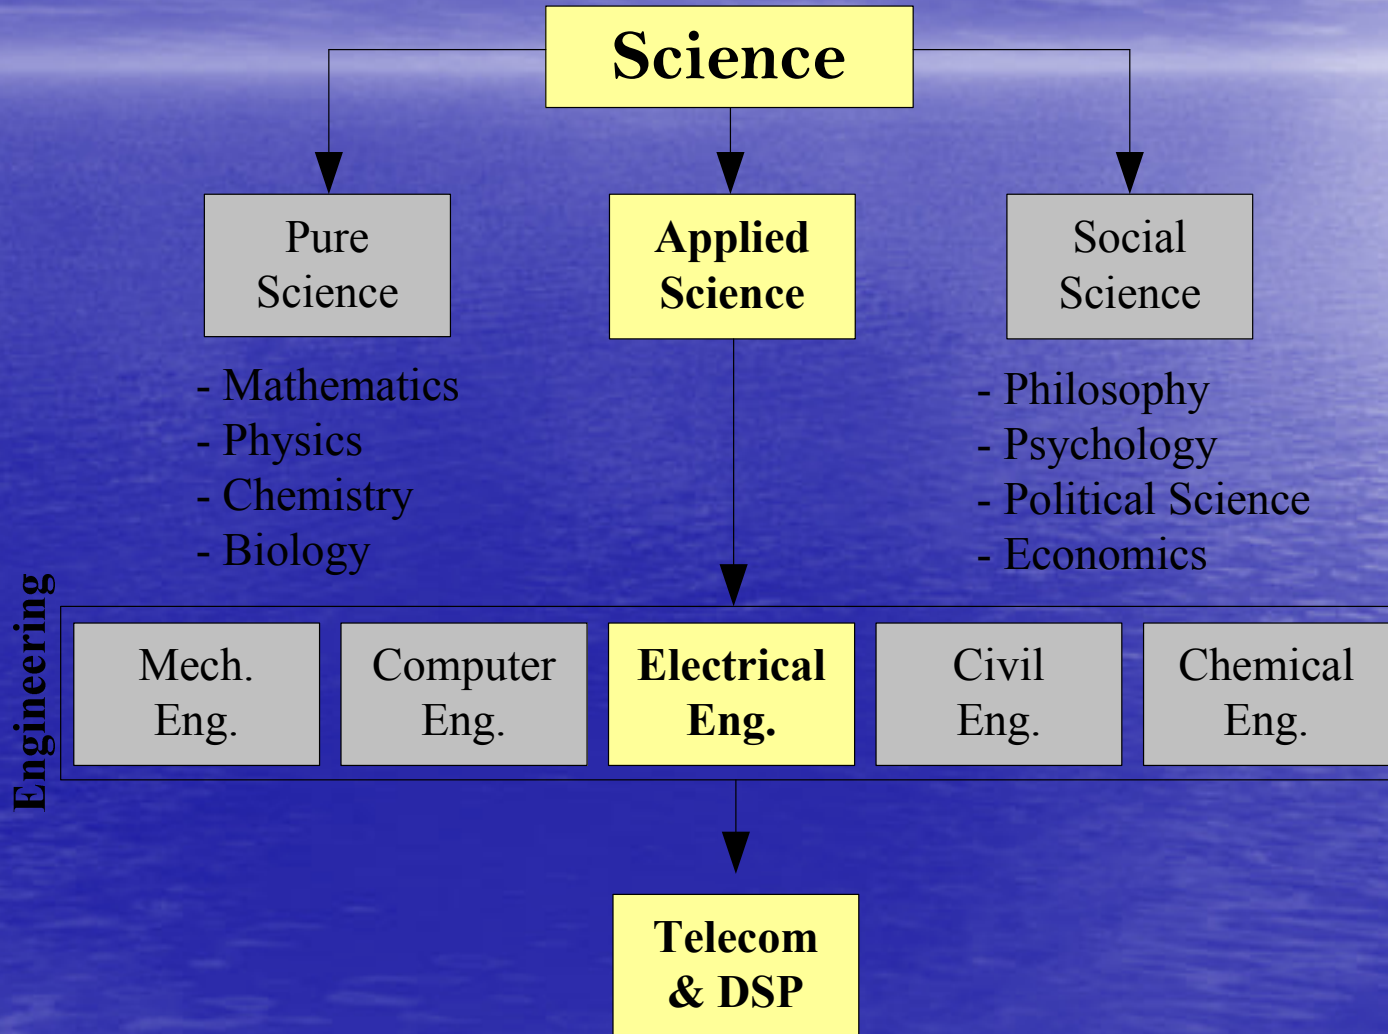 Science
Pure
Science
Applied
Science
Social
Science
- Mathematics
- Physics
- Chemistry
- Biology
- Philosophy
- Psychology
- Political Science
- Economics
Engineering
Mech.
Eng.
Computer
Eng.
Electrical
Eng.
Civil
Eng.
Chemical
Eng.
Telecom
& DSP